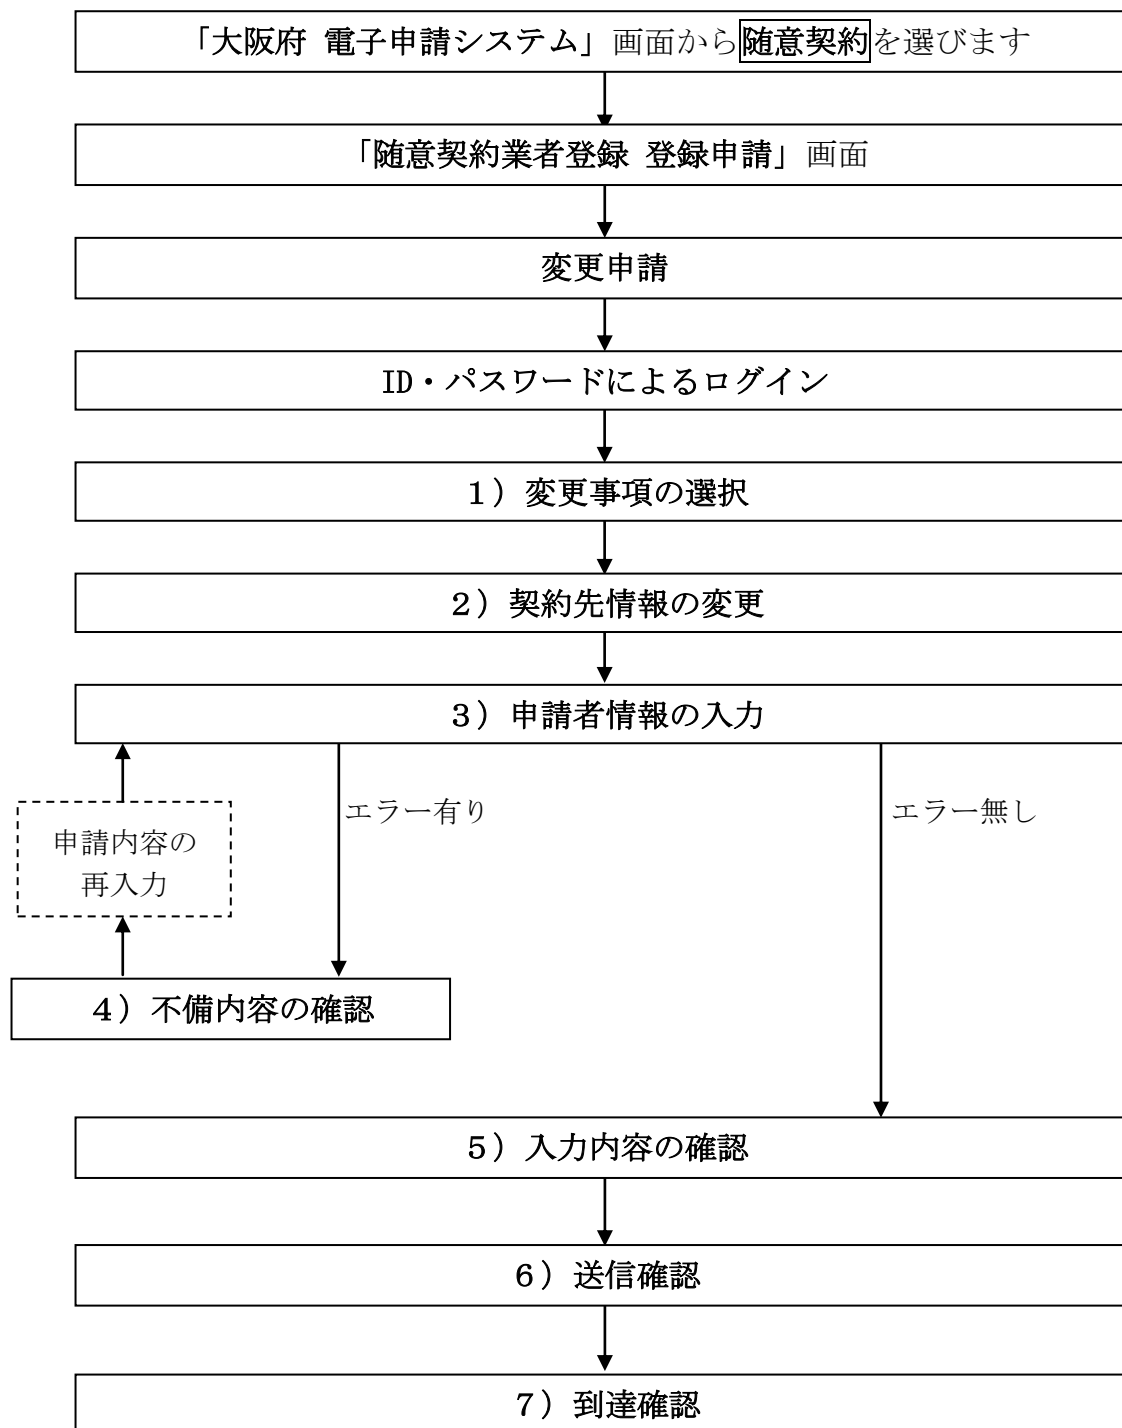 「大阪府 電子申請システム」画面から随意契約を選びます
「随意契約業者登録 登録申請」画面
変更申請
ID・パスワードによるログイン
１）変更事項の選択
２）契約先情報の変更
３）申請者情報の入力
エラー有り
エラー無し
申請内容の
再入力
４）不備内容の確認
５）入力内容の確認
６）送信確認
７）到達確認